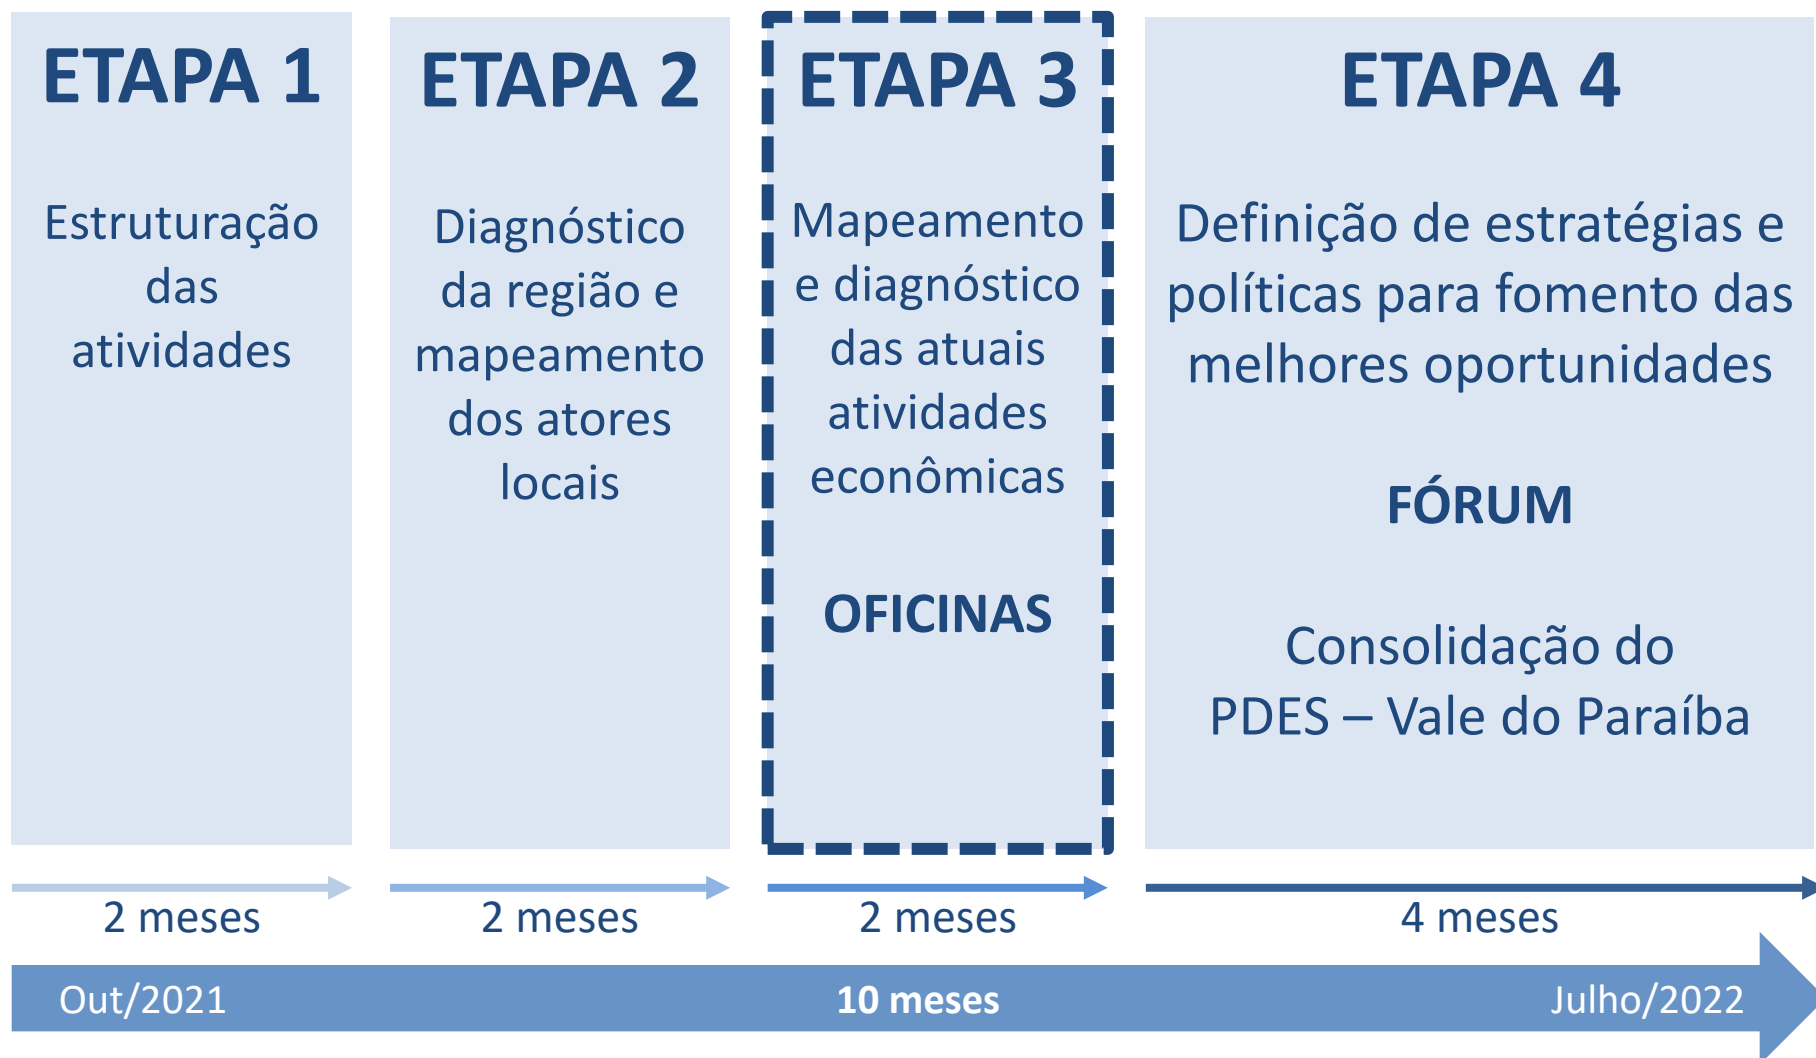 ETAPA 1
Estruturação
das
atividades
ETAPA 2
Diagnóstico
da região e
mapeamento
dos atores
locais
ETAPA 3
Mapeamento
e diagnóstico
das atuais
atividades
econômicas
OFICINAS
ETAPA 4
Definição de estratégias e
políticas para fomento das
melhores oportunidades
FÓRUM
Consolidação do
PDES – Vale do Paraíba
2 meses
2 meses
2 meses
4 meses
Out/2021
10 meses
Julho/2022